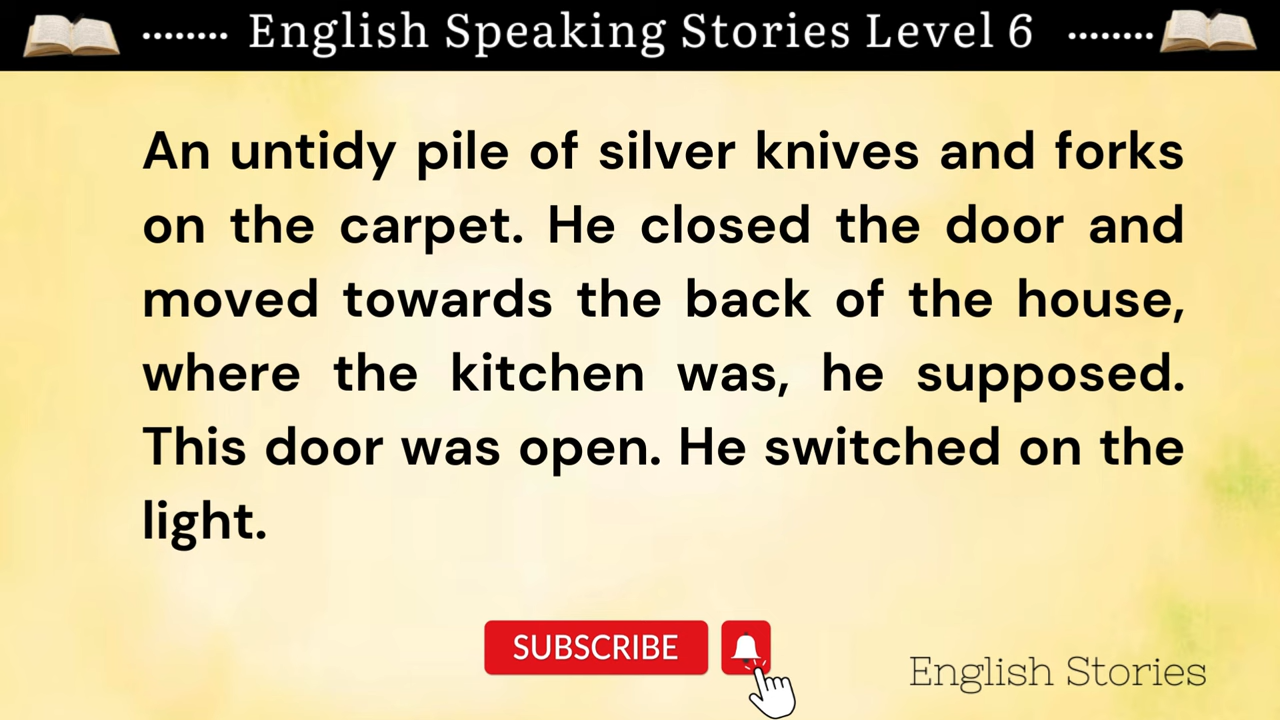 ........ English Speaking Stories Level 6 ........
An untidy pile of silver knives and forks
on the carpet. He closed the door and
moved towards the back of the house,
where the kitchen was, he supposed.
This door was open. He switched on the
light.
SUBSCRIBE
English Stories